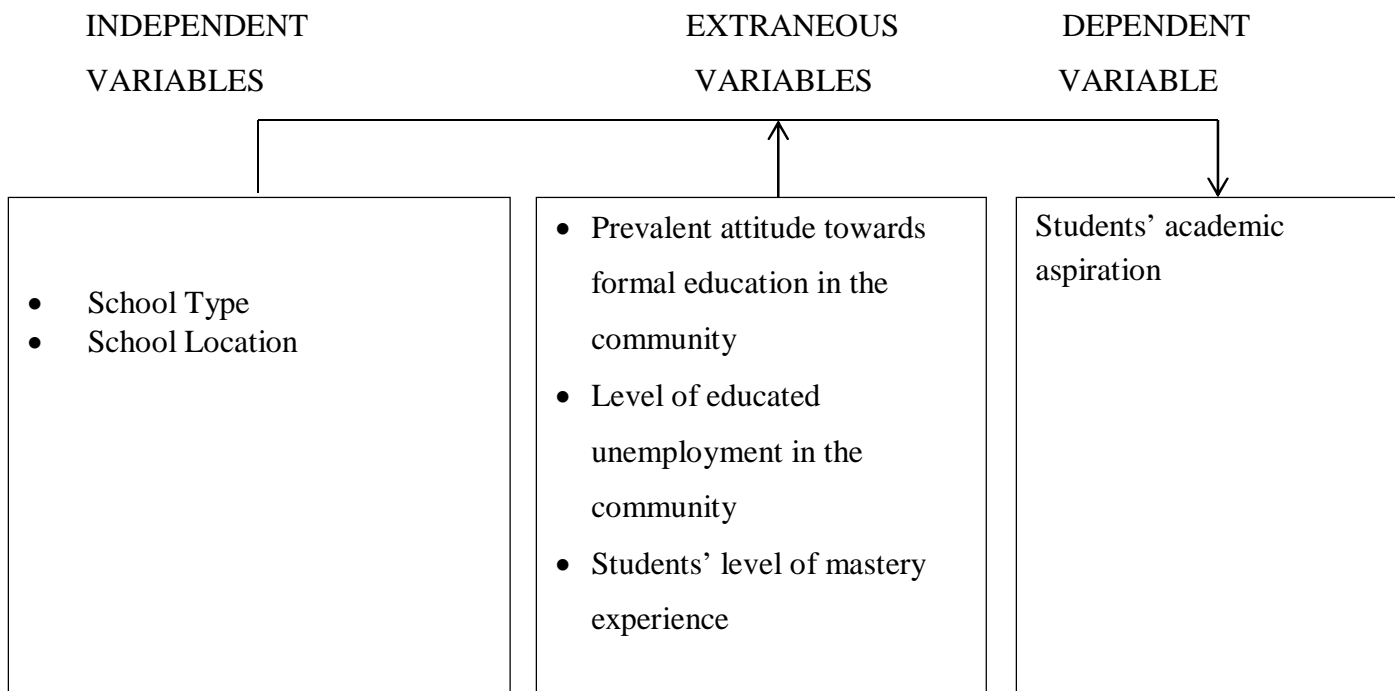 INDEPENDENT
VARIABLES
EXTRANEOUS
VARIABLES
DEPENDENT
VARIABLE
• School Type
• School Location
• Prevalent attitude towards
formal education in the
community
• Level of educated
unemployment in the
community
• Students’ level of mastery
experience
Students’ academic
aspiration